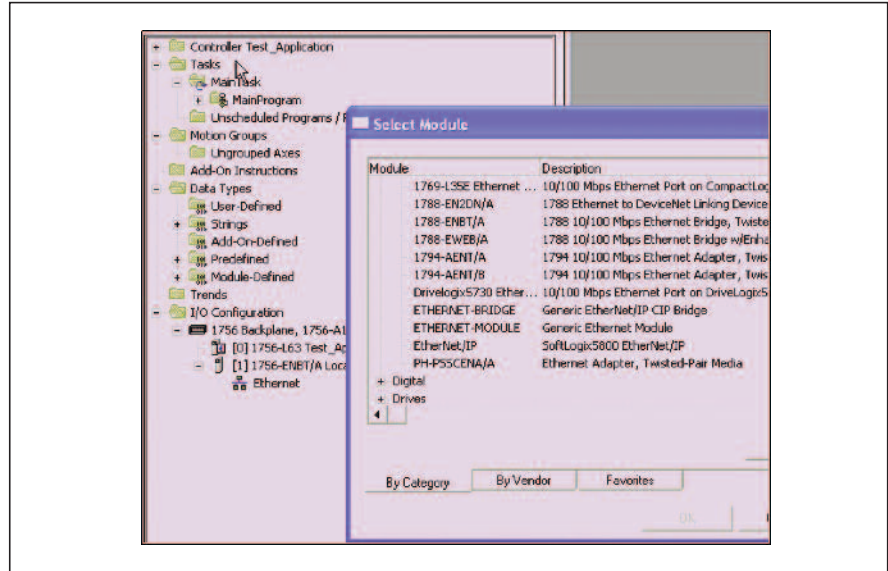 Controller Test_Application
Tasks
MainTask
MainProgram
Unscheduled Programs /
Motion Groups
Ungrouped Axes
Add-On Instructions
Data Types
User-Defined
Strings
Add-On-Defined
Predefined
Module-Defined
Trends
I/O Configuration
1756 Backplane, 1756-A1
[0] 1756-L63 Test_Ap
[1] 1756-ENBT/A Loca
Ethernet
Select Module
Module Description
1769-L35E Ethernet ... 10/100 Mbps Ethernet Port on CompactLog
1788-EN2DN/A 1788 Ethernet to DeviceNet Linking Device
1788-ENBT/A 1788 10/100 Mbps Ethernet Bridge, Twiste
1788-EWEB/A 1788 10/100 Mbps Ethernet Bridge w/Enha
1794-AENT/A 1794 10/100 Mbps Ethernet Adapter, Twis
1794-AENT/B 1794 10/100 Mbps Ethernet Adapter, Twis
Drivelogix5730 Ether... 10/100 Mbps Ethernet Port on DriveLogix5
ETHERNET-BRIDGE Generic EtherNet/IP CIP Bridge
ETHERNET-MODULE Generic Ethernet Module
EtherNet/IP SoftLogix5800 EtherNet/IP
PH-PSSCENA/A Ethernet Adapter, Twisted-Pair Media
Digital
Drives
By Category By Vendor Favorites
OK